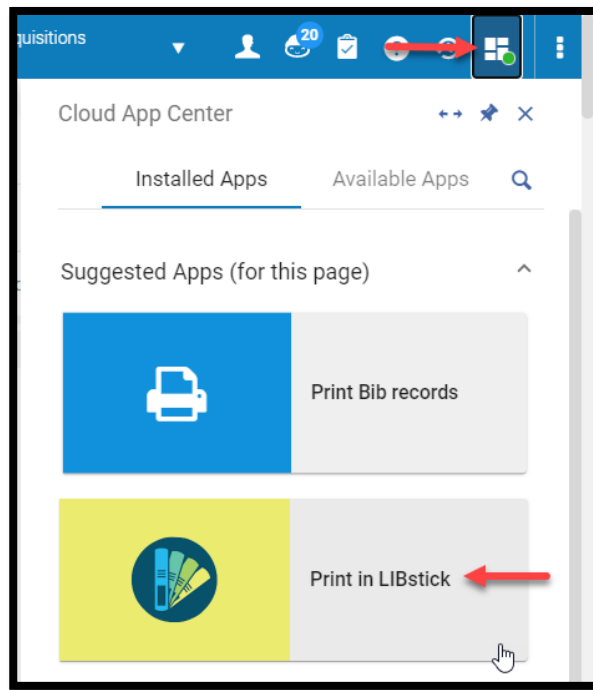 quisitions
20
Cloud App Center
Installed Apps Available Apps
Suggested Apps (for this page)
Print Bib records
Print in LIBstick